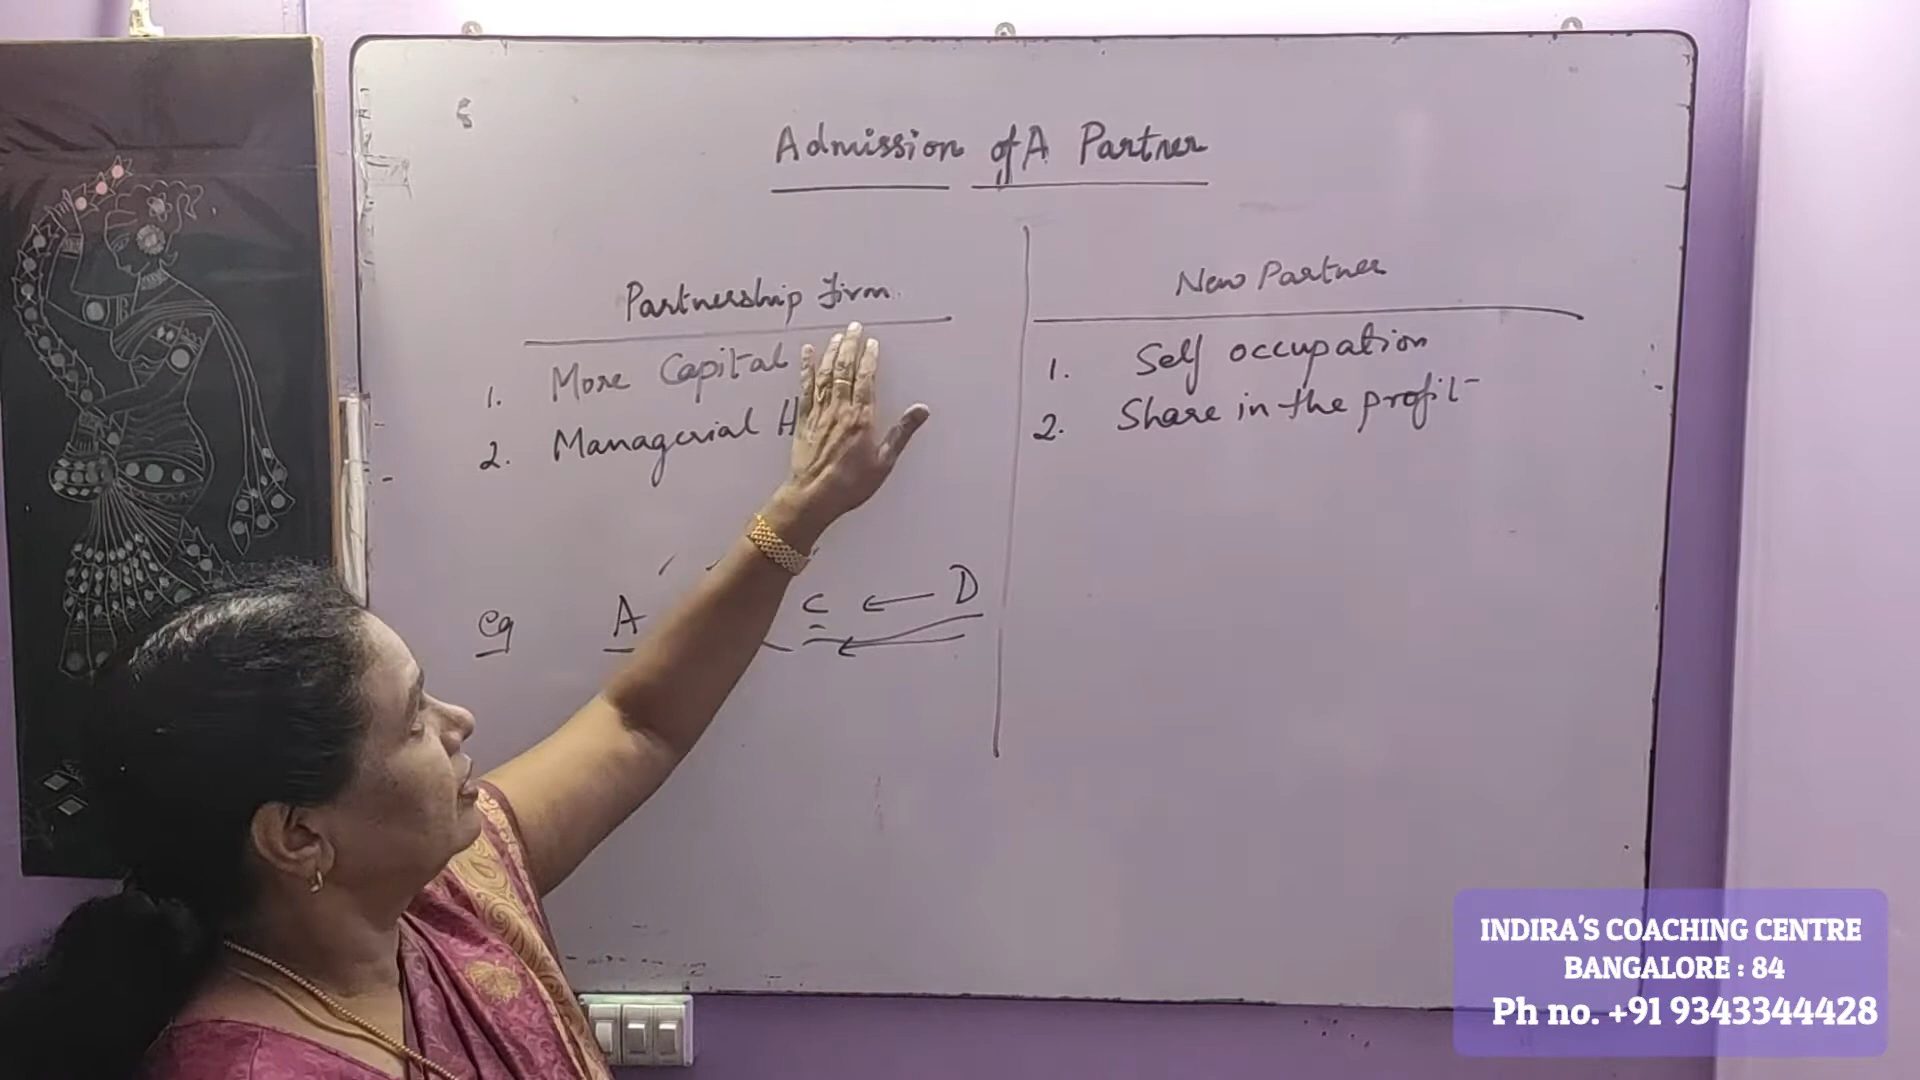 Admission of A Partner
Partnership Firm
1. More Capital
2. Managerial H
New Partner
1. Self occupation
2. Share in the profit
eg A C ← D
INDIRA'S COACHING CENTRE
BANGALORE : 84
Ph no. +91 9343344428